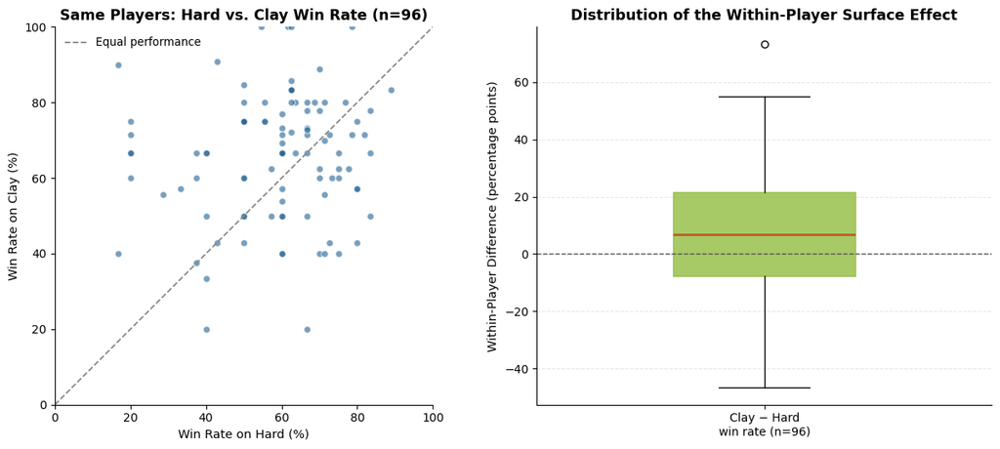 Same Players: Hard vs. Clay Win Rate (n=96)
Equal performance
Win Rate on Clay (%)
100
80
60
40
20
0
0 20 40 60 80 100
Win Rate on Hard (%)
Distribution of the Within-Player Surface Effect
Within-Player Difference (percentage points)
60
40
20
0
−20
−40
Clay − Hard
win rate (n=96)